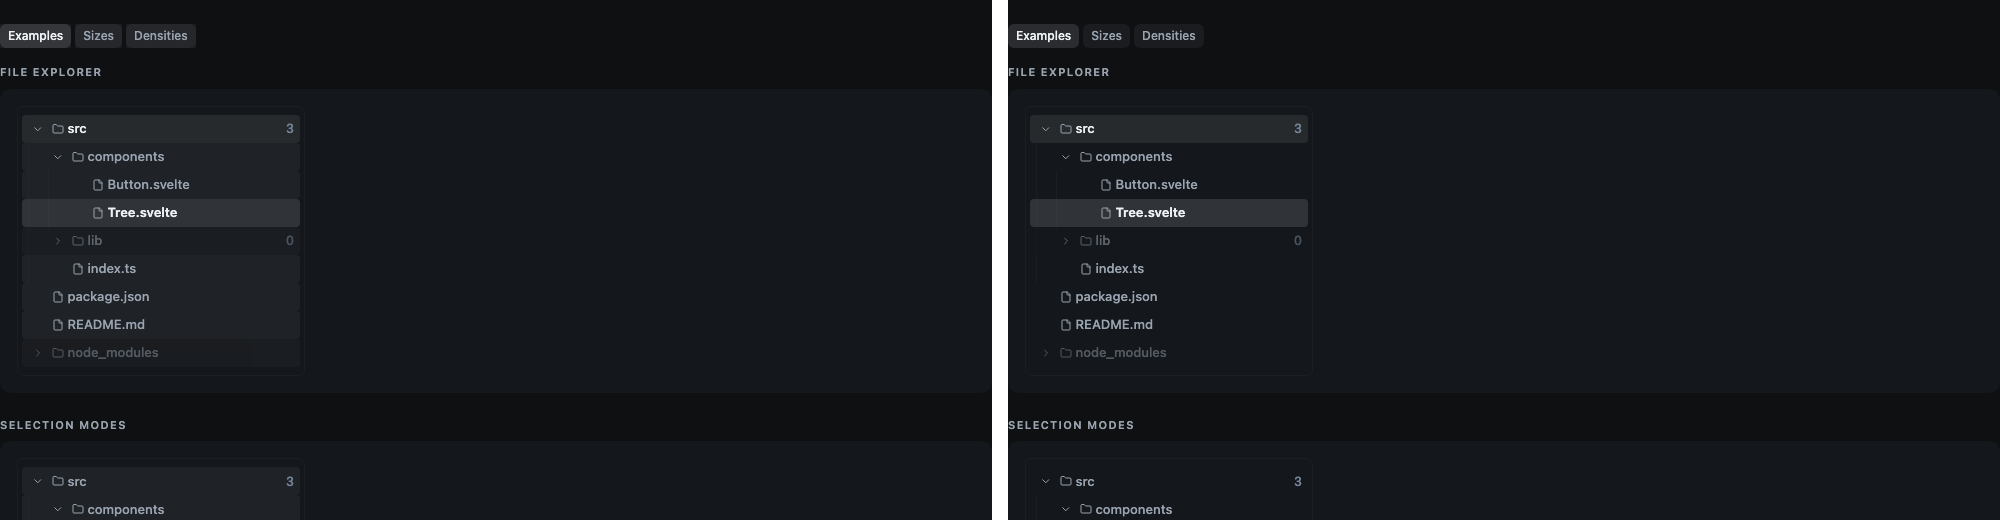 Examples Sizes Densities
FILE EXPLORER
src 3
components
Button.svelte
Tree.svelte
lib 0
index.ts
package.json
README.md
node_modules
SELECTION MODES
src 3
components
Examples Sizes Densities
FILE EXPLORER
src 3
components
Button.svelte
Tree.svelte
lib 0
index.ts
package.json
README.md
node_modules
SELECTION MODES
src 3
components